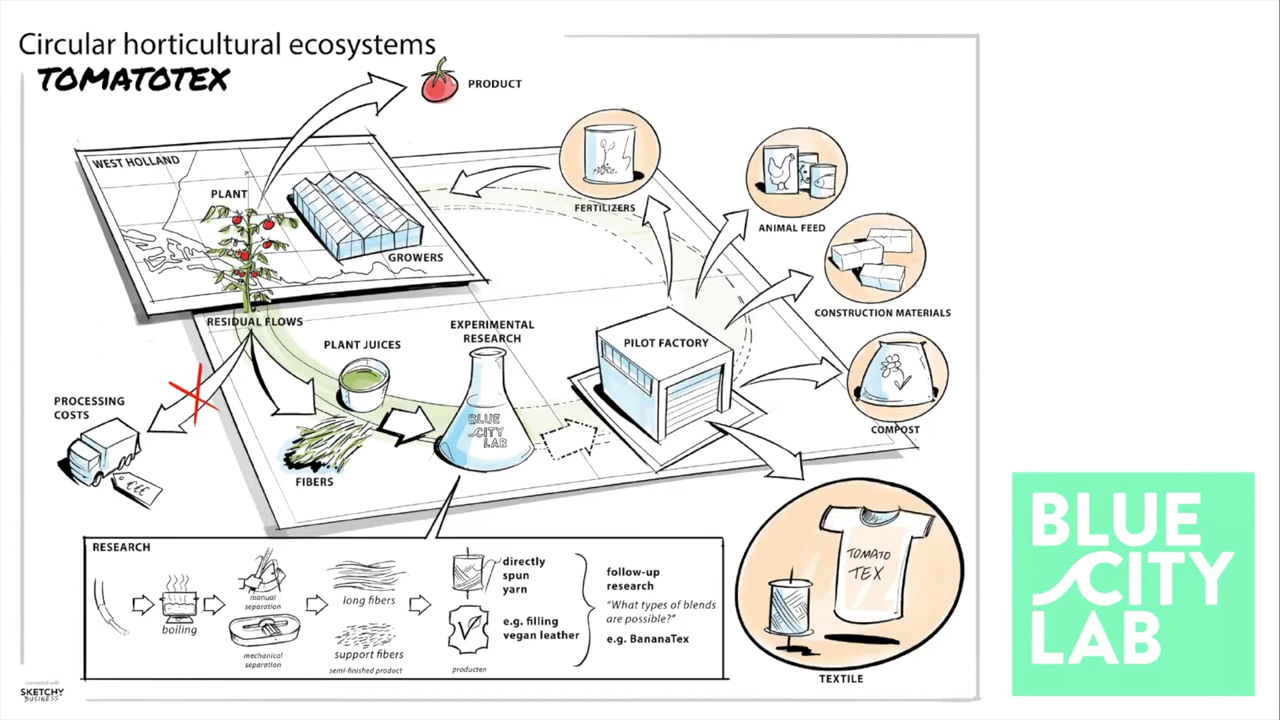 Circular horticultural ecosystems
TOMATOTEX
PRODUCT
WEST HOLLAND
PLANT
GROWERS
FERTILIZERS
ANIMAL FEED
CONSTRUCTION MATERIALS
COMPOST
RESIDUAL FLOWS
PLANT JUICES
EXPERIMENTAL
RESEARCH
PILOT FACTORY
PROCESSING
COSTS
€€€
FIBERS
BLUE
CITY
LAB
RESEARCH
boiling
manual
separation
mechanical
separation
long fibers
support fibers
semi-finished product
directly
spun
yarn
e.g. filling
vegan leather
producten
follow-up
research
"What types of blends
are possible?"
e.g. BananaTex
TOMATO
TEX
TEXTILE
cocreated with
SKETCHY
BUSINESS
BLUE
CITY
LAB